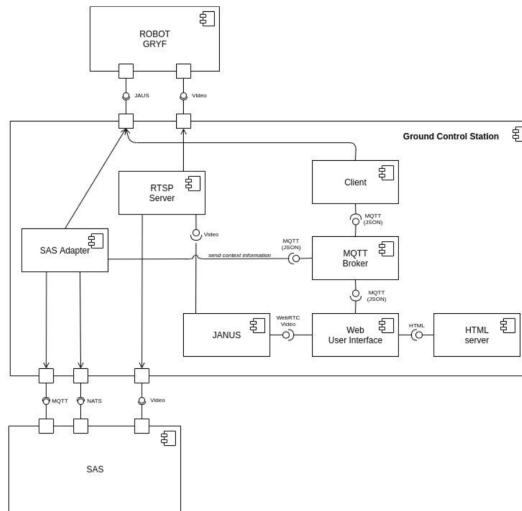 ROBOT
GRYF
JAUS
Video
Ground Control Station
RTSP
Server
Client
Video
MQTT
(JSON)
SAS Adapter
send context information
MQTT
(JSON)
MQTT
Broker
MQTT
(JSON)
JANUS
WebRTC
Video
Web
User Interface
HTML
HTML
server
MQTT
NATS
Video
SAS